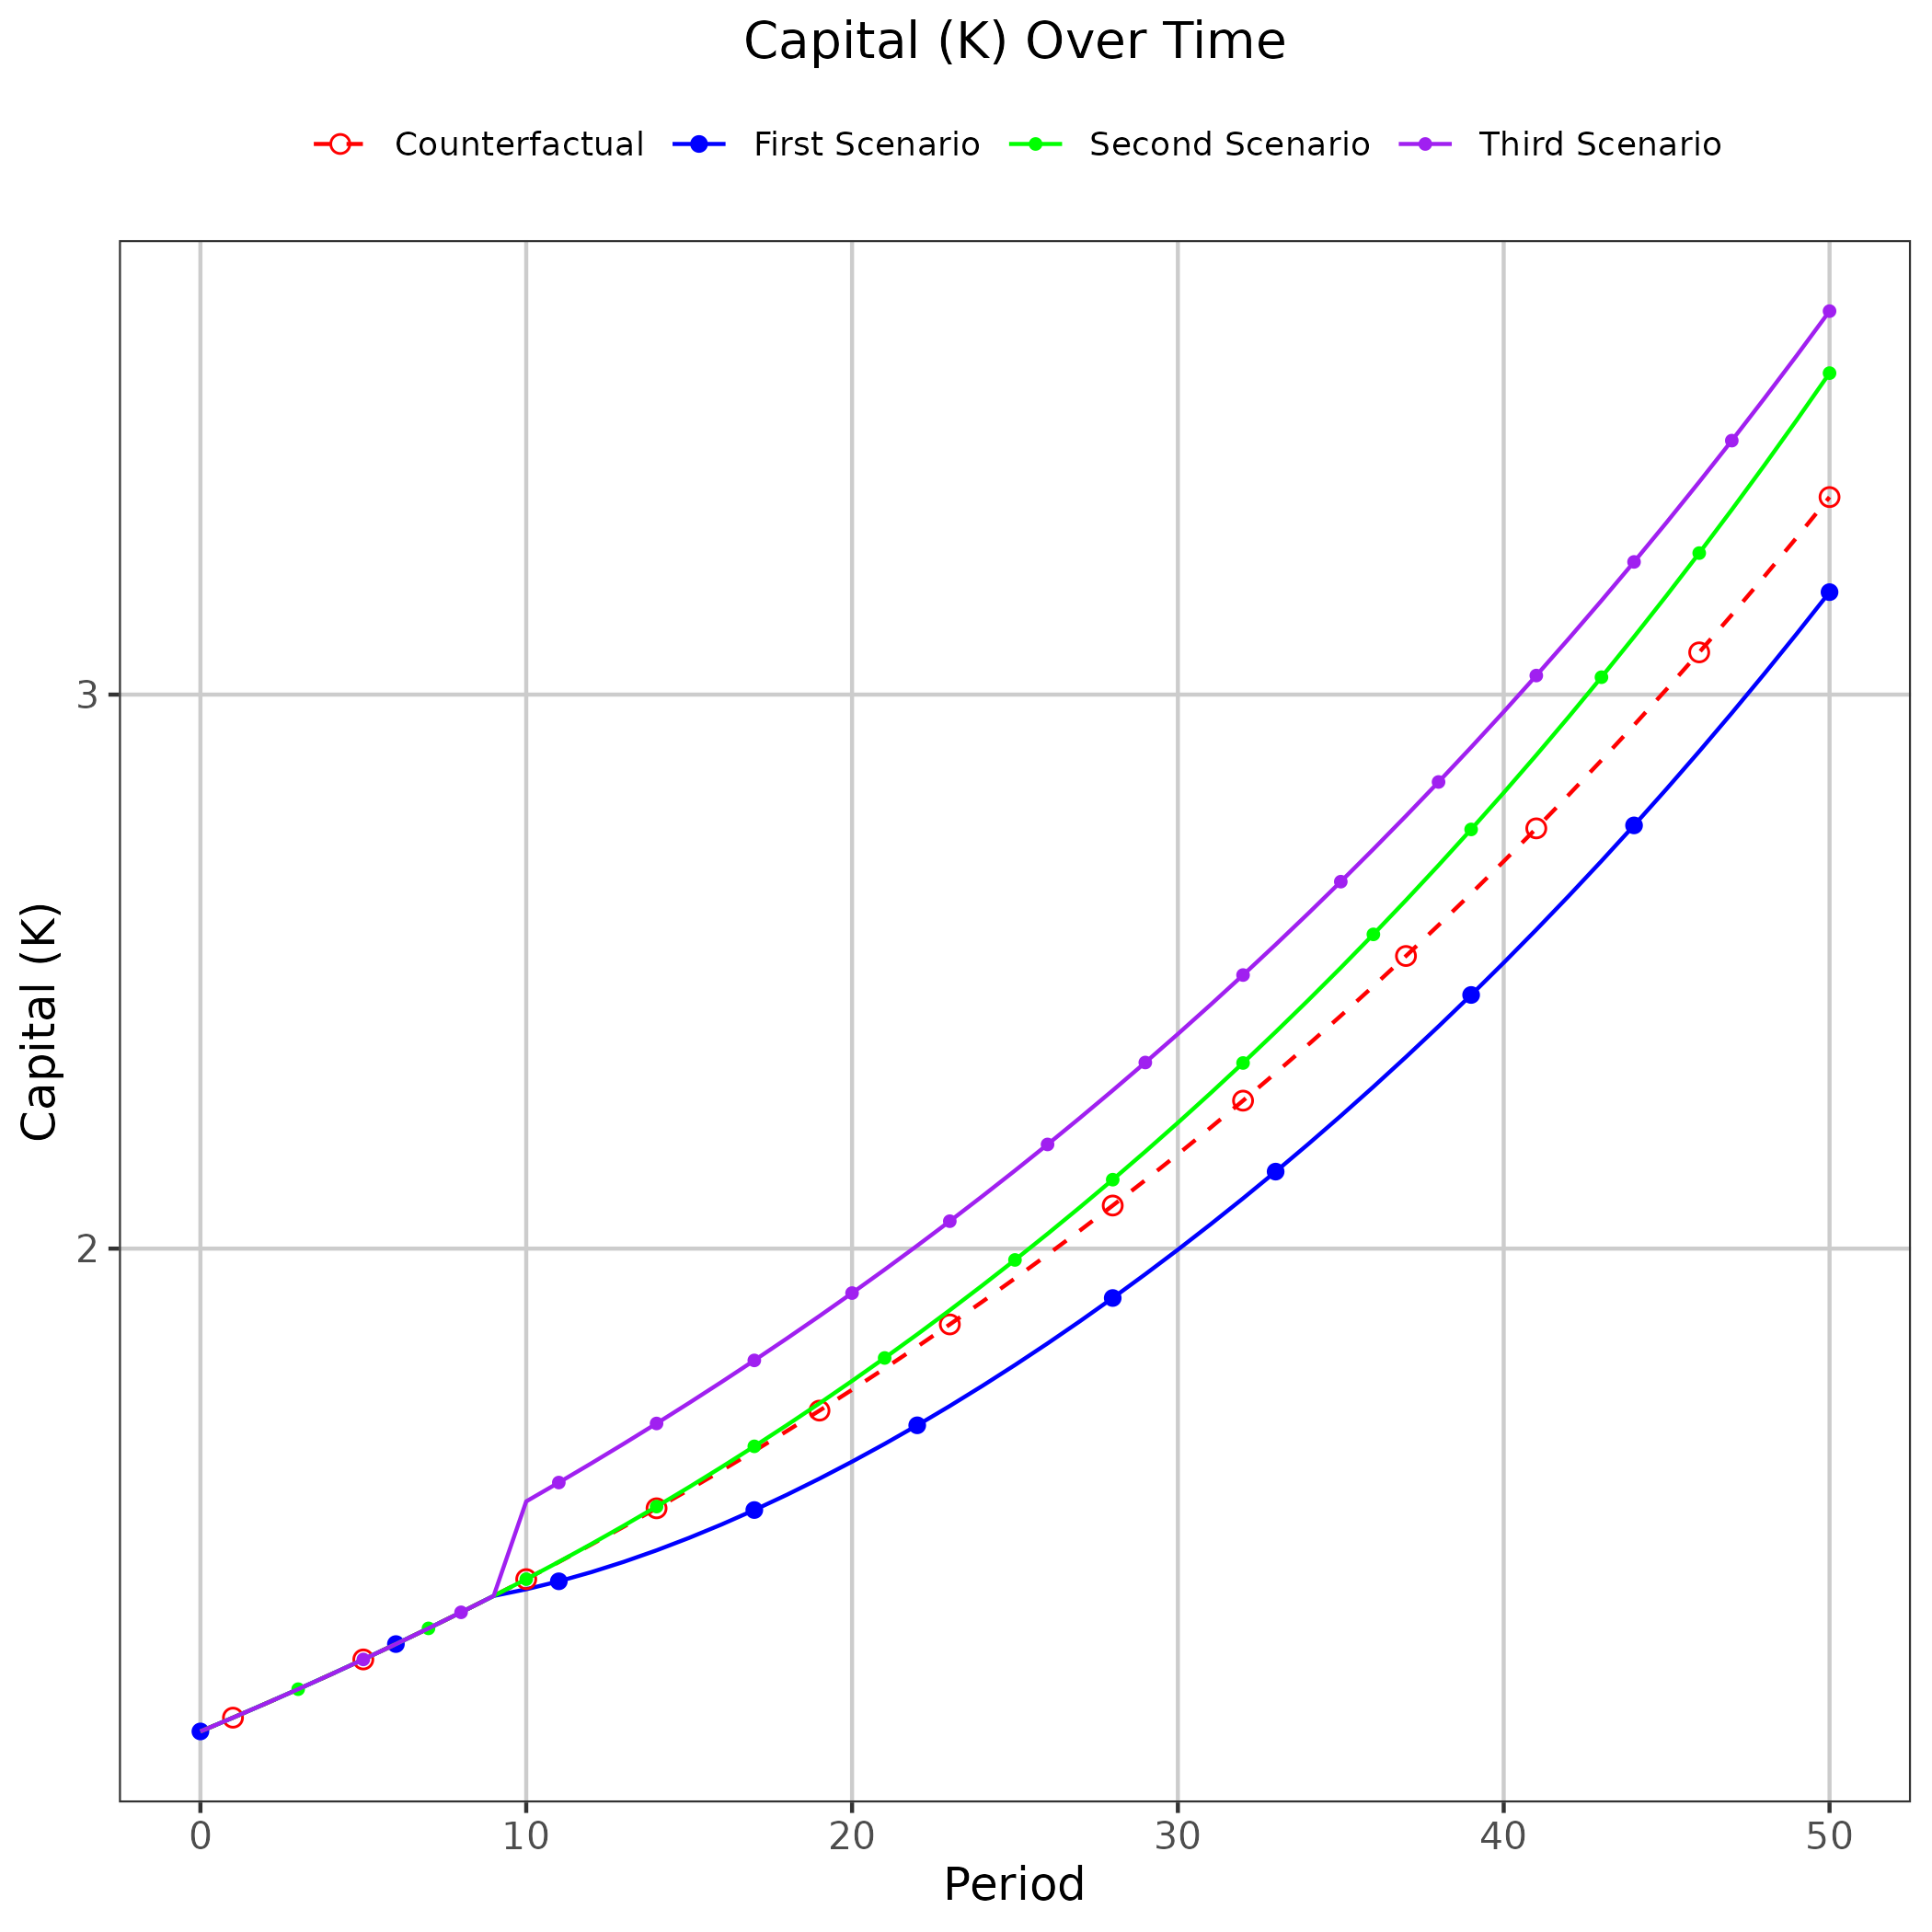 Capital (K) Over Time
Counterfactual First Scenario Second Scenario Third Scenario
3
2
Capital (K)
0 10 20 30 40 50
Period